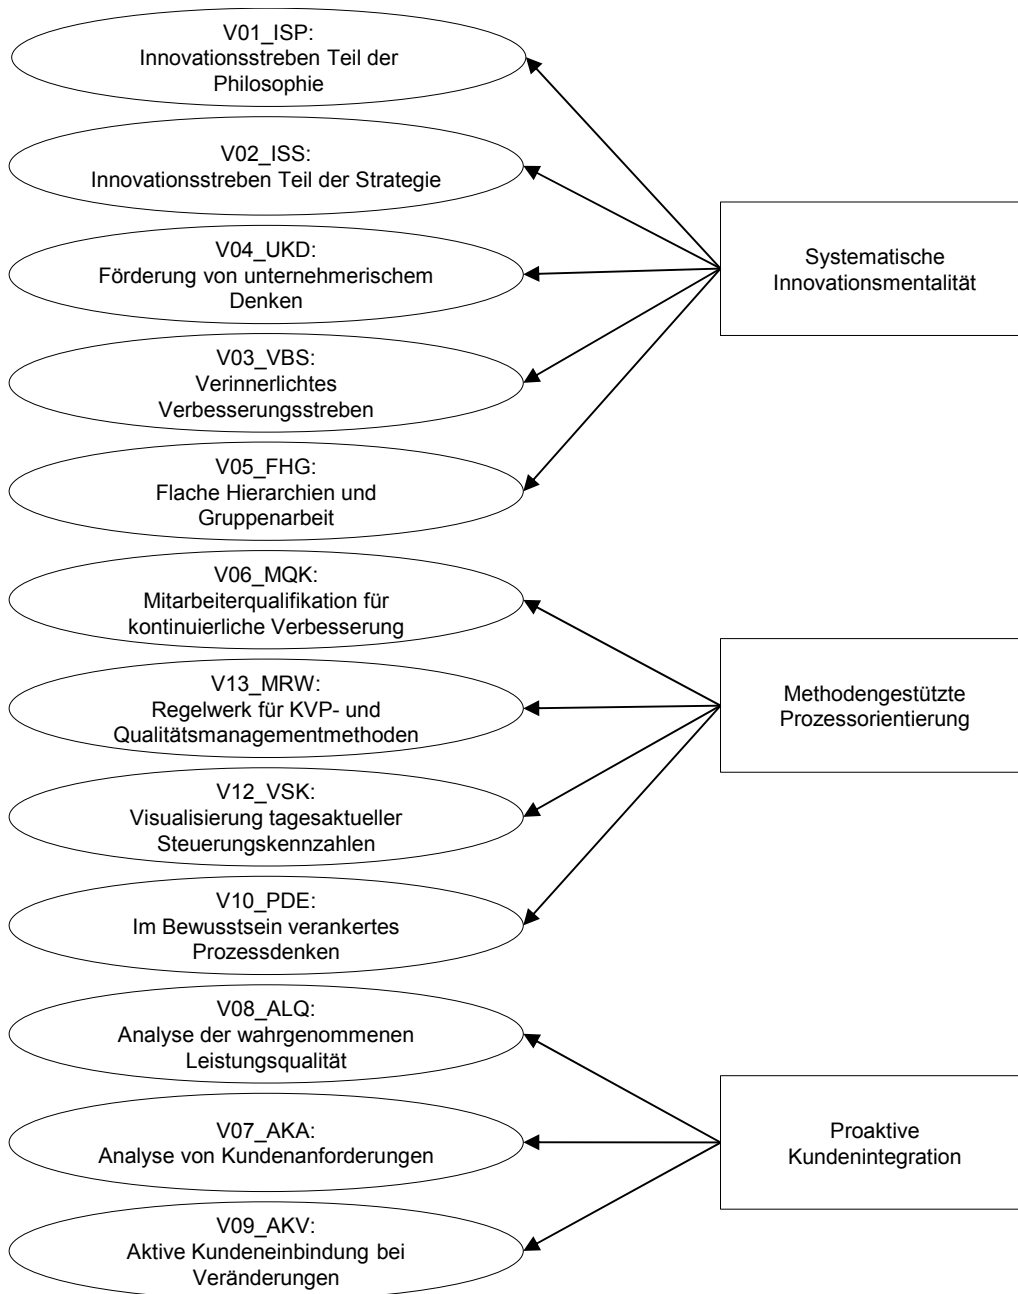 V01_ISP:
Innovationsstreben Teil der
Philosophie
V02_ISS:
Innovationsstreben Teil der Strategie
V04_UKD:
Förderung von unternehmerischem
Denken
V03_VBS:
Verinnerlichtes
Verbesserungsstreben
V05_FHG:
Flache Hierarchien und
Gruppenarbeit
Systematische
Innovationsmentalität
V06_MQK:
Mitarbeiterqualifikation für
kontinuierliche Verbesserung
V13_MRW:
Regelwerk für KVP- und
Qualitätsmanagementmethoden
V12_VSK:
Visualisierung tagesaktueller
Steuerungskennzahlen
V10_PDE:
Im Bewusstsein verankertes
Prozessdenken
Methodengestützte
Prozessorientierung
V08_ALQ:
Analyse der wahrgenommenen
Leistungsqualität
V07_AKA:
Analyse von Kundenanforderungen
V09_AKV:
Aktive Kundeneinbindung bei
Veränderungen
Proaktive
Kundenintegration